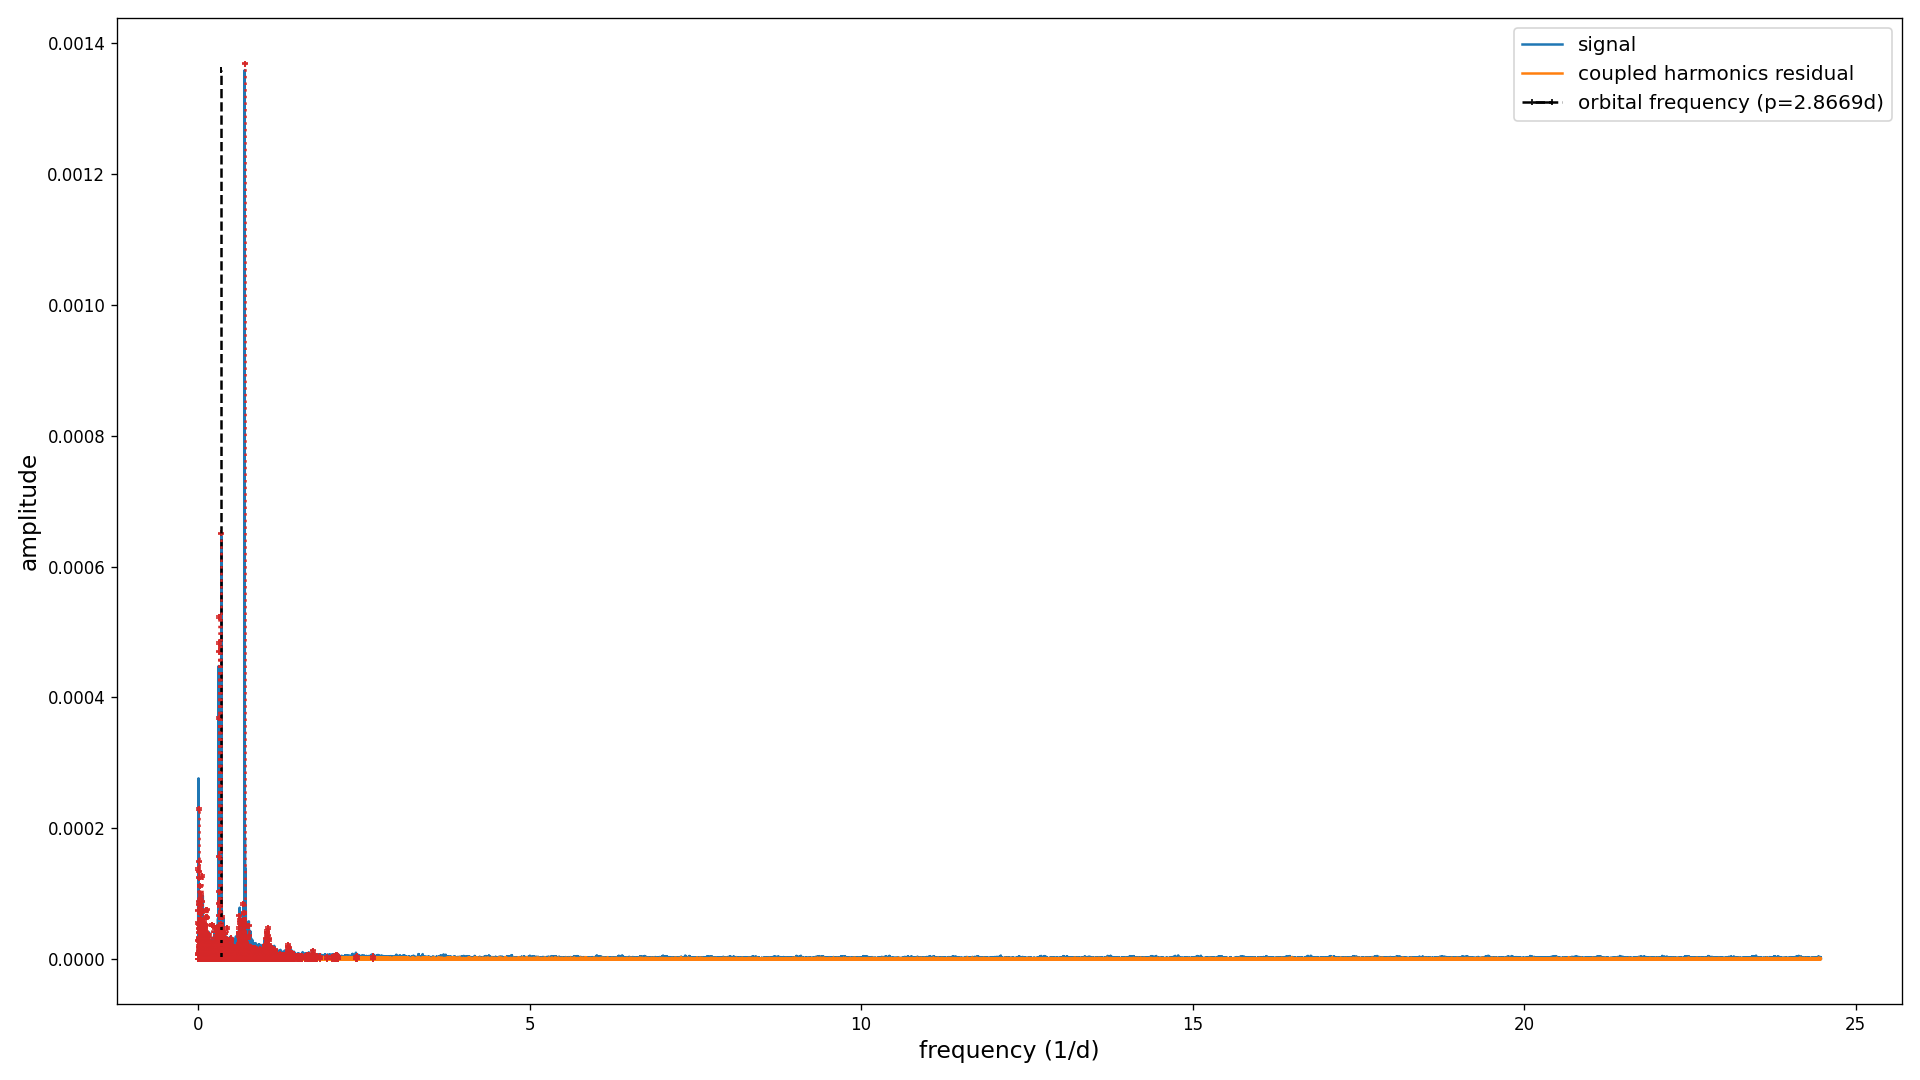 0.0014
0.0012
0.0010
0.0008
0.0006
0.0004
0.0002
0.0000
amplitude
0 5 10 15 20 25
frequency (1/d)
signal
coupled harmonics residual
orbital frequency (p=2.8669d)